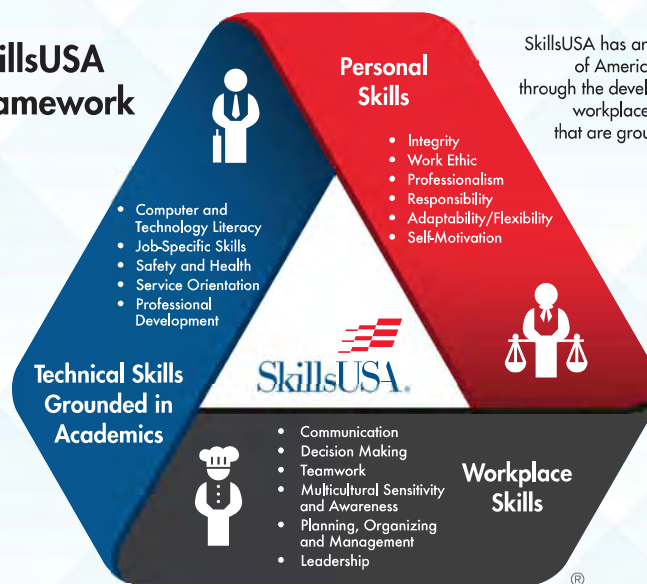 illsUSA
amework
SkillsUSA has an
of America
through the devel
workplace
that are grou
Personal
Skills
• Integrity
• Work Ethic
• Professionalism
• Responsibility
• Adaptability/Flexibility
• Self-Motivation
• Computer and
Technology Literacy
• Job-Specific Skills
• Safety and Health
• Service Orientation
• Professional
Development
Technical Skills
Grounded in
Academics
SkillsUSA®
• Communication
• Decision Making
• Teamwork
• Multicultural Sensitivity
and Awareness
• Planning, Organizing
and Management
• Leadership
Workplace
Skills
®